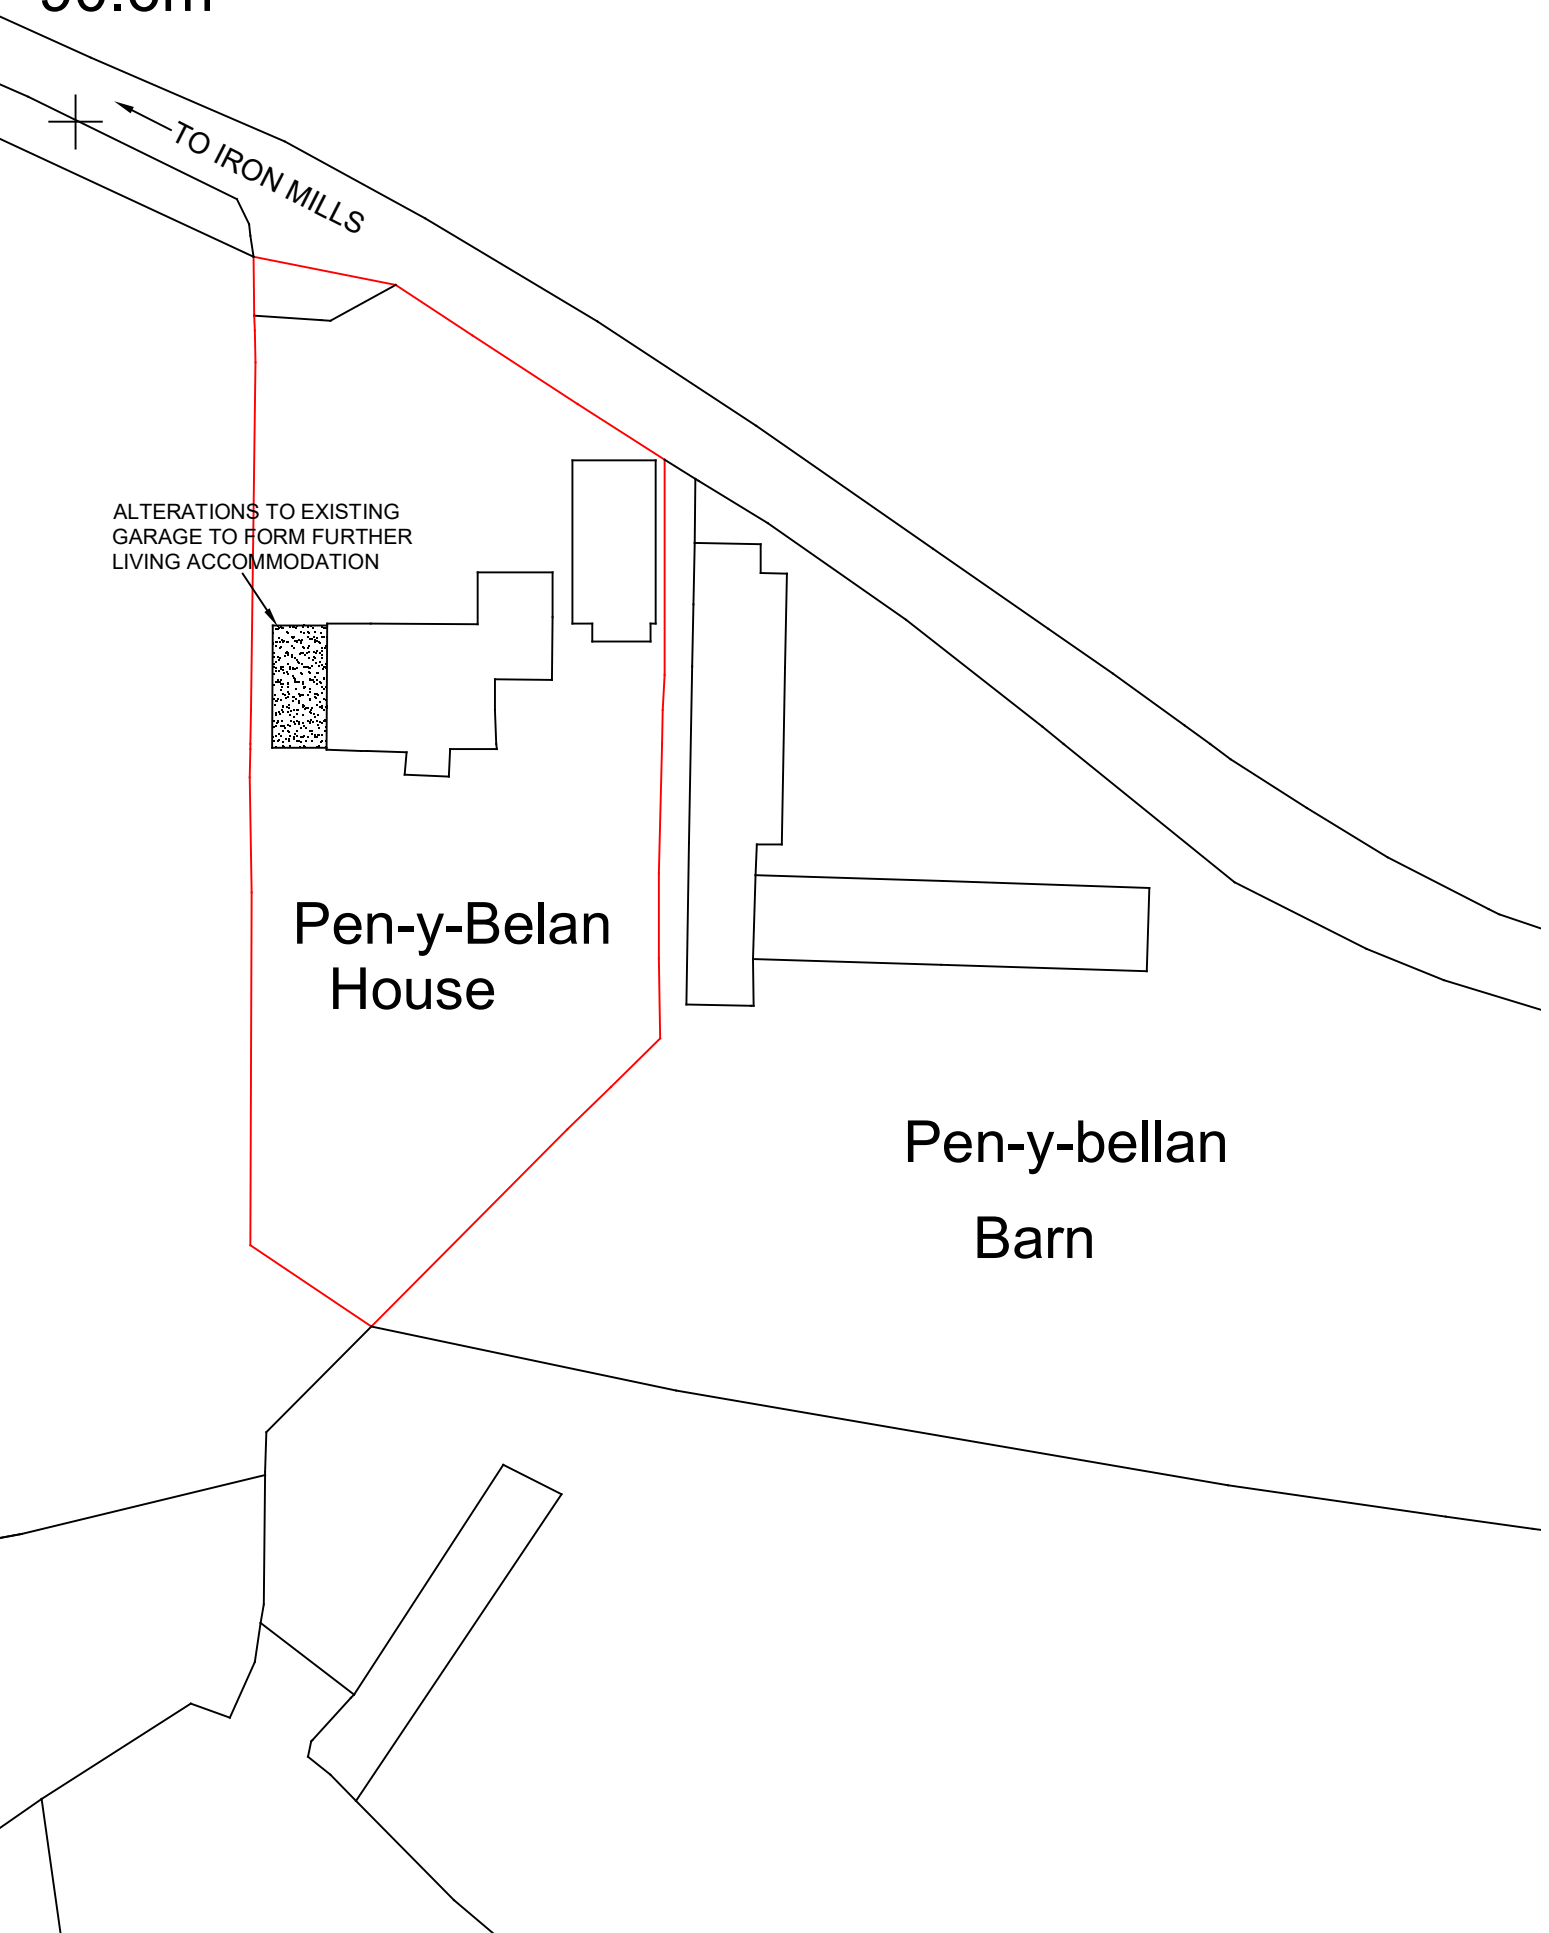 TO IRON MILLS
ALTERATIONS TO EXISTING
GARAGE TO FORM FURTHER
LIVING ACCOMMODATION
Pen-y-Belan
House
Pen-y-bellan
Barn